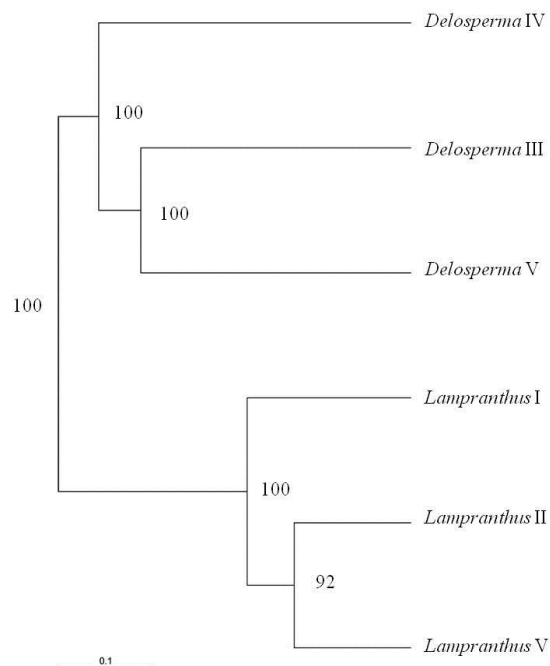 Delosperma IV
100
Delosperma III
100
Delosperma V
100
Lampranthus I
100
Lampranthus II
92
Lampranthus V
0.1